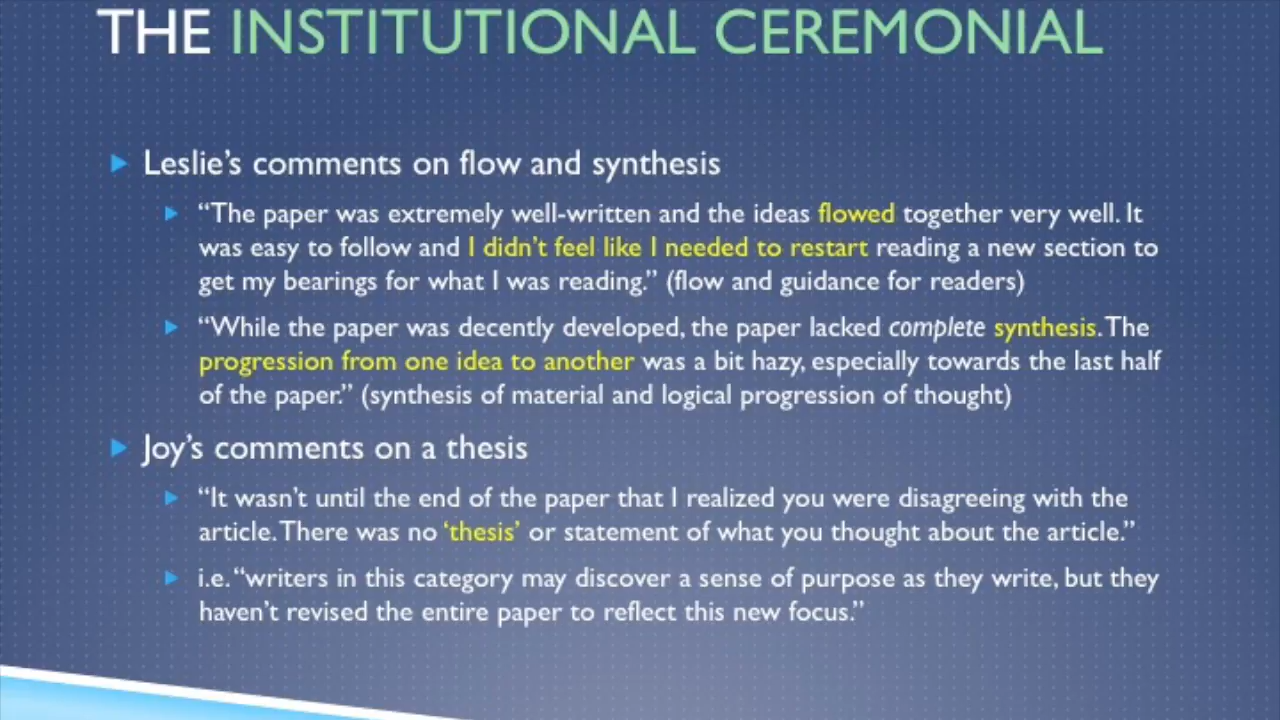 THE INSTITUTIONAL CEREMONIAL
Leslie’s comments on flow and synthesis
“The paper was extremely well-written and the ideas flowed together very well. It
was easy to follow and I didn’t feel like I needed to restart reading a new section to
get my bearings for what I was reading.” (flow and guidance for readers)
“While the paper was decently developed, the paper lacked complete synthesis. The
progression from one idea to another was a bit hazy, especially towards the last half
of the paper.” (synthesis of material and logical progression of thought)
Joy’s comments on a thesis
“It wasn’t until the end of the paper that I realized you were disagreeing with the
article. There was no ‘thesis’ or statement of what you thought about the article.”
i.e. “writers in this category may discover a sense of purpose as they write, but they
haven’t revised the entire paper to reflect this new focus.”